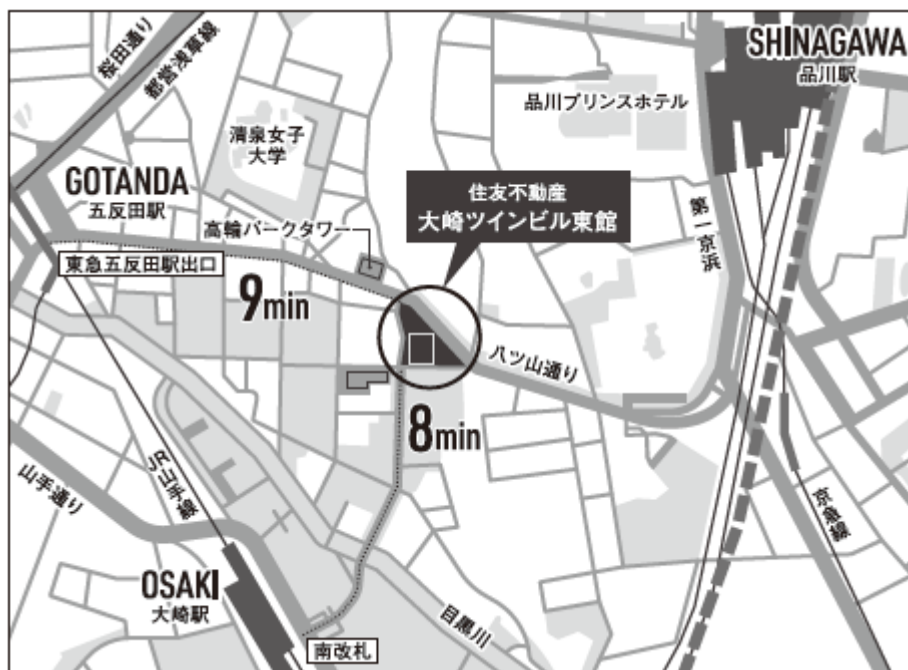 桜田通り
都営浅草線
SHINAGAWA
品川駅
品川プリンスホテル
清泉女子
大学
GOTANDA
五反田駅
住友不動産
大崎ツインビル東館
高輪パークタワー
第一京浜
東急五反田駅出口
9min
八ツ山通り
8min
山手通り
JR山手線
京急線
OSAKI
大崎駅
目黒川
南改札